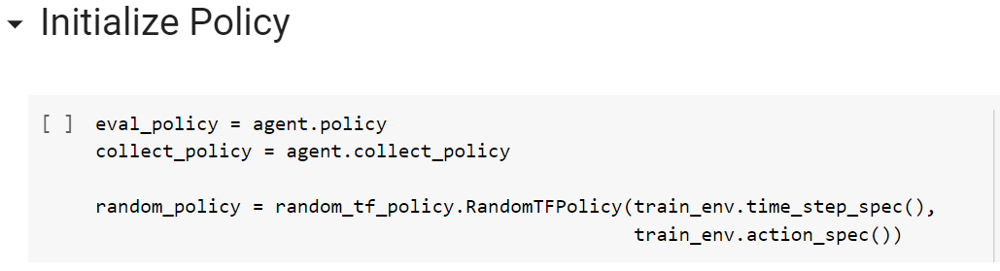 Initialize Policy
[ ] eval_policy = agent.policy
collect_policy = agent.collect_policy
random_policy = random_tf_policy.RandomTFPolicy(train_env.time_step_spec(),
train_env.action_spec())